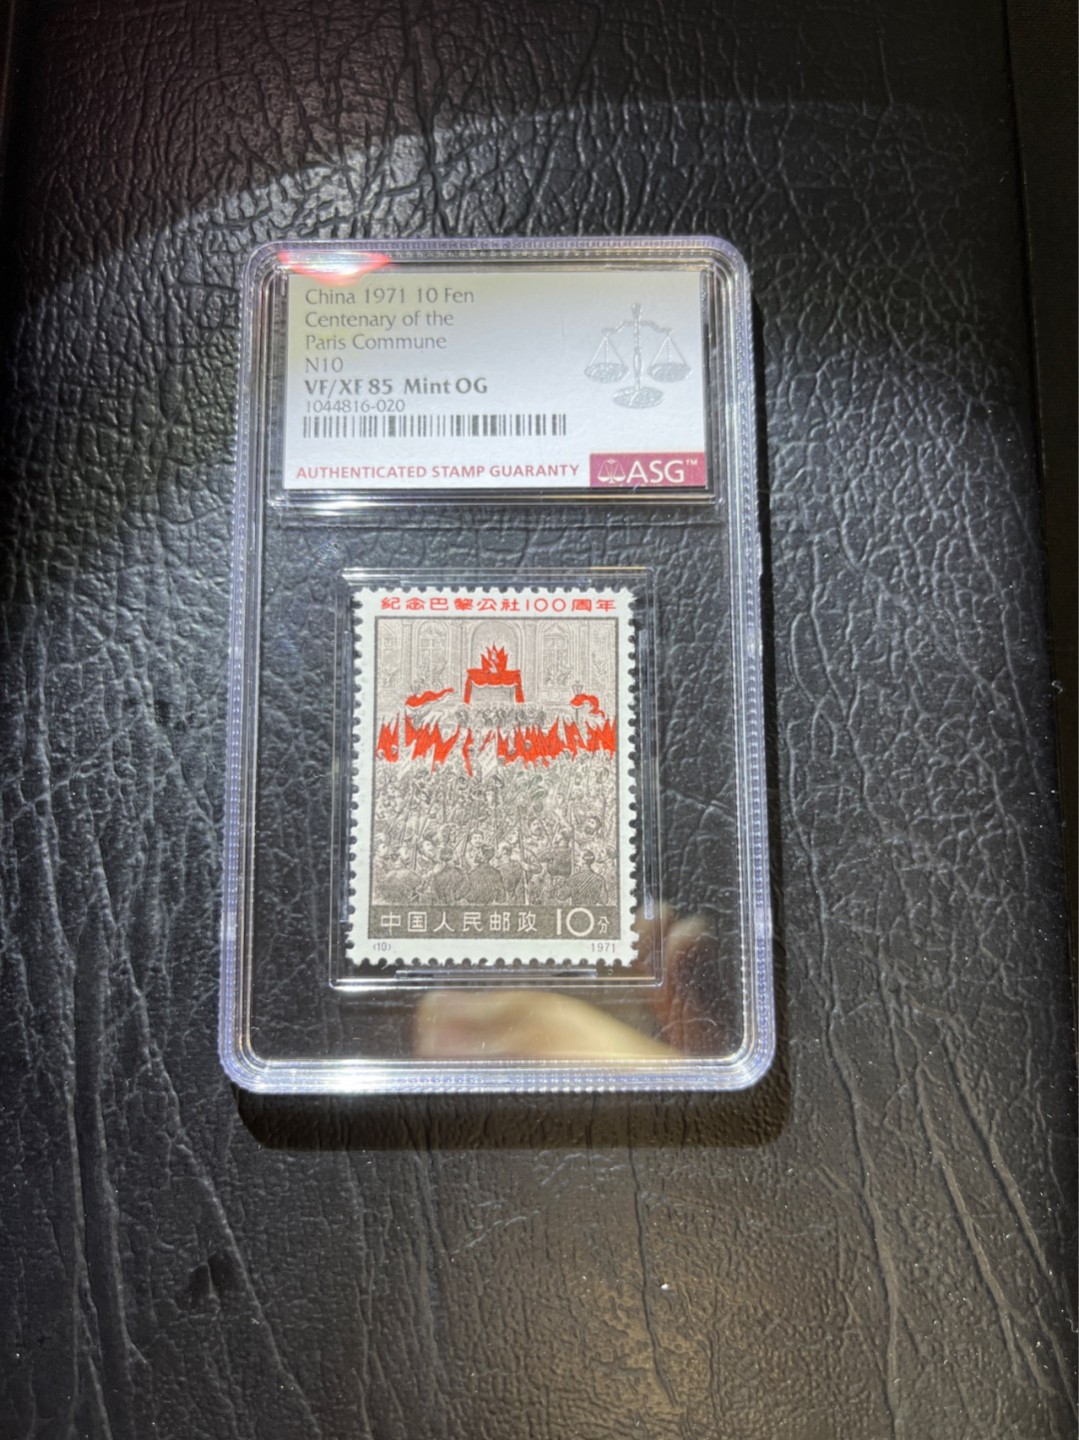 China 1971 10 Fen
Centenary of the
Paris Commune
N10
VF/XF 85 Mint OG
1044816-020
AUTHENTICATED STAMP GUARANTY ASG™
纪念巴黎公社100周年
中国人民邮政 10分
(10) 1971